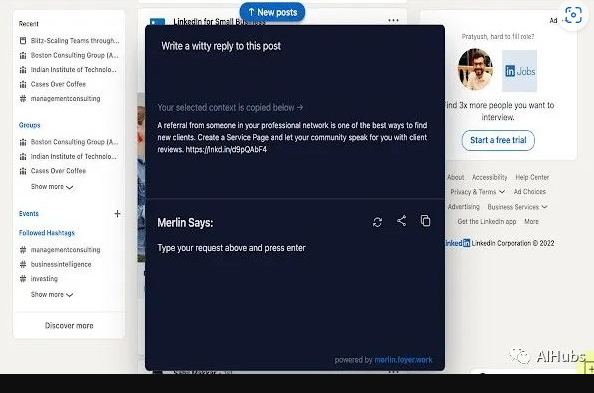 Recent
Blitz-Scaling Teams through...
Boston Consulting Group (A...
Indian Institute of Technolo...
Cases Over Coffee
managementconsulting
Groups
Boston Consulting Group (A...
Indian Institute of Technolo...
Cases Over Coffee
Show more
Events
+
Followed Hashtags
# managementconsulting
# businessintelligence
# investing
Show more
Discover more
LinkedIn for Small Business
↑ New posts
Write a witty reply to this post
Your selected context is copied below →
A referral from someone in your professional network is one of the best ways to find
new clients. Create a Service Page and let your community speak for you with client
reviews. https://lnkd.in/d9pQAbF4
Merlin Says:
Type your request above and press enter
powered by merlin.foyer.work
Ad
Pratyush, hard to fill role?
in Jobs
Find 3x more people you want to
interview.
Start a free trial
About Accessibility Help Center
Privacy & Terms Ad Choices
Advertising Business Services
Get the LinkedIn app More
LinkedIn Corporation © 2022
AIHubs